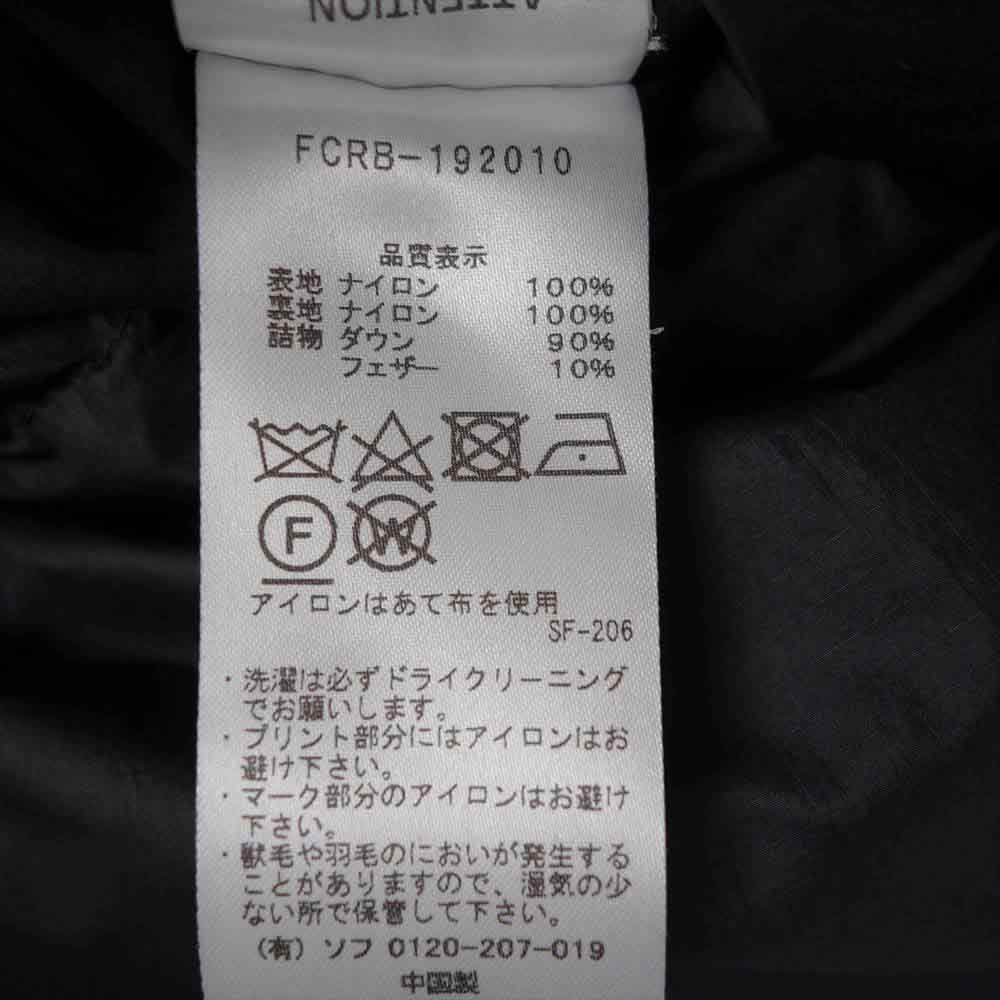 ATTENTION
FCRB-192010
品質表示
表地 ナイロン 100%
裏地 ナイロン 100%
詰物 ダウン 90%
フェザー 10%
F W
アイロンはあて布を使用
SF-206
・洗濯は必ずドライクリーニング
でお願いします。
・プリント部分にはアイロンはお
避け下さい。
・マーク部分のアイロンはお避け
下さい。
・獣毛や羽毛のにおいが発生する
ことがありますので、湿気の少
ない所で保管して下さい。
(有) ソフ 0120-207-019
中国製